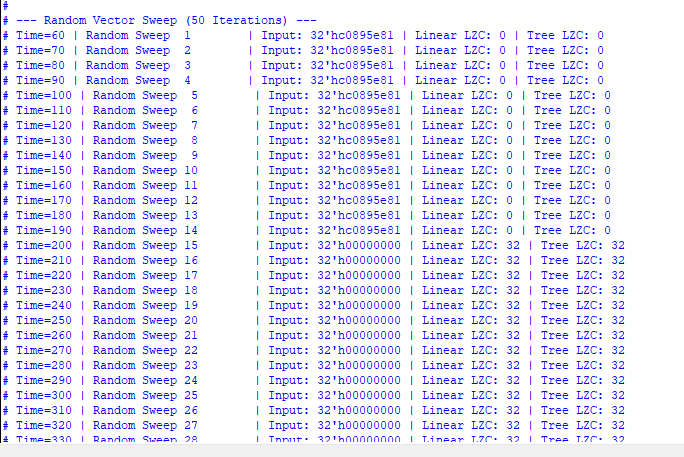 #
# --- Random Vector Sweep (50 Iterations) ---
# Time=60 | Random Sweep  1        | Input: 32'hc0895e81 | Linear LZC: 0 | Tree LZC: 0
# Time=70 | Random Sweep  2        | Input: 32'hc0895e81 | Linear LZC: 0 | Tree LZC: 0
# Time=80 | Random Sweep  3        | Input: 32'hc0895e81 | Linear LZC: 0 | Tree LZC: 0
# Time=90 | Random Sweep  4        | Input: 32'hc0895e81 | Linear LZC: 0 | Tree LZC: 0
# Time=100 | Random Sweep  5        | Input: 32'hc0895e81 | Linear LZC: 0 | Tree LZC: 0
# Time=110 | Random Sweep  6        | Input: 32'hc0895e81 | Linear LZC: 0 | Tree LZC: 0
# Time=120 | Random Sweep  7        | Input: 32'hc0895e81 | Linear LZC: 0 | Tree LZC: 0
# Time=130 | Random Sweep  8        | Input: 32'hc0895e81 | Linear LZC: 0 | Tree LZC: 0
# Time=140 | Random Sweep  9        | Input: 32'hc0895e81 | Linear LZC: 0 | Tree LZC: 0
# Time=150 | Random Sweep 10        | Input: 32'hc0895e81 | Linear LZC: 0 | Tree LZC: 0
# Time=160 | Random Sweep 11        | Input: 32'hc0895e81 | Linear LZC: 0 | Tree LZC: 0
# Time=170 | Random Sweep 12        | Input: 32'hc0895e81 | Linear LZC: 0 | Tree LZC: 0
# Time=180 | Random Sweep 13        | Input: 32'hc0895e81 | Linear LZC: 0 | Tree LZC: 0
# Time=190 | Random Sweep 14        | Input: 32'hc0895e81 | Linear LZC: 0 | Tree LZC: 0
# Time=200 | Random Sweep 15        | Input: 32'h00000000 | Linear LZC: 32 | Tree LZC: 32
# Time=210 | Random Sweep 16        | Input: 32'h00000000 | Linear LZC: 32 | Tree LZC: 32
# Time=220 | Random Sweep 17        | Input: 32'h00000000 | Linear LZC: 32 | Tree LZC: 32
# Time=230 | Random Sweep 18        | Input: 32'h00000000 | Linear LZC: 32 | Tree LZC: 32
# Time=240 | Random Sweep 19        | Input: 32'h00000000 | Linear LZC: 32 | Tree LZC: 32
# Time=250 | Random Sweep 20        | Input: 32'h00000000 | Linear LZC: 32 | Tree LZC: 32
# Time=260 | Random Sweep 21        | Input: 32'h00000000 | Linear LZC: 32 | Tree LZC: 32
# Time=270 | Random Sweep 22        | Input: 32'h00000000 | Linear LZC: 32 | Tree LZC: 32
# Time=280 | Random Sweep 23        | Input: 32'h00000000 | Linear LZC: 32 | Tree LZC: 32
# Time=290 | Random Sweep 24        | Input: 32'h00000000 | Linear LZC: 32 | Tree LZC: 32
# Time=300 | Random Sweep 25        | Input: 32'h00000000 | Linear LZC: 32 | Tree LZC: 32
# Time=310 | Random Sweep 26        | Input: 32'h00000000 | Linear LZC: 32 | Tree LZC: 32
# Time=320 | Random Sweep 27        | Input: 32'h00000000 | Linear LZC: 32 | Tree LZC: 32
# Time=330 | Random Sweep 28        | Input: 32'h00000000 | Linear LZC: 32 | Tree LZC: 32